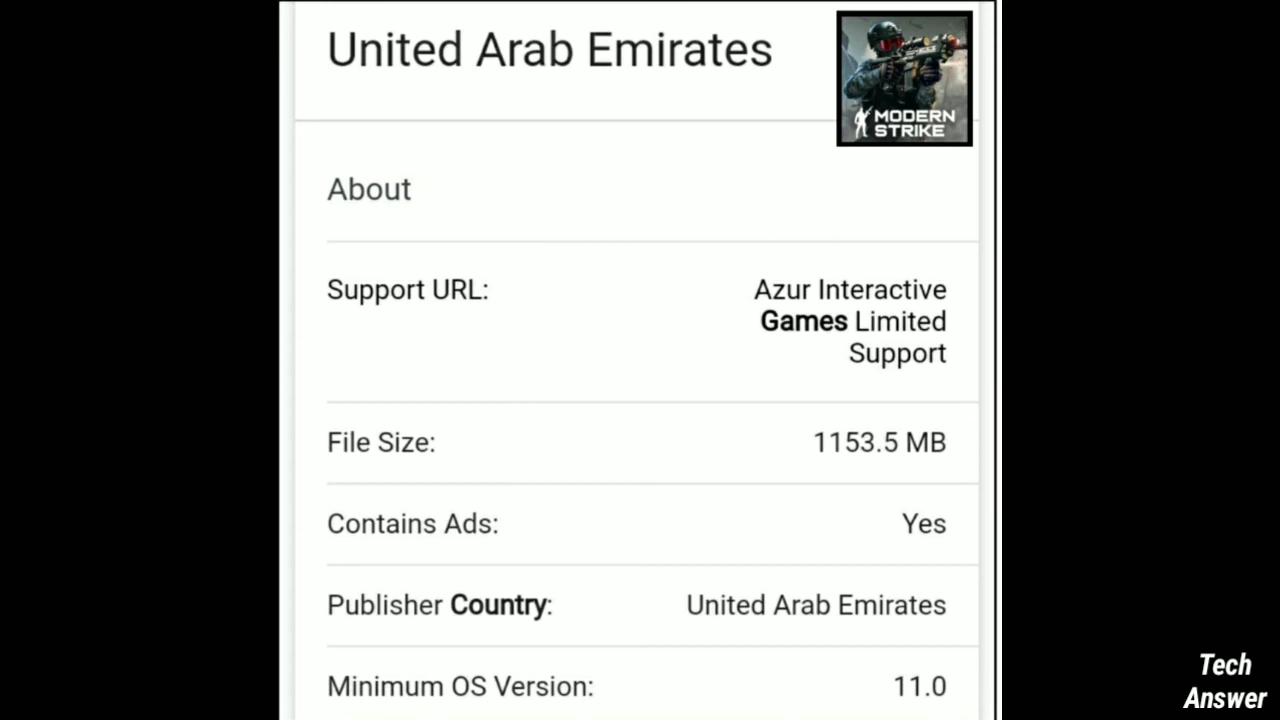 United Arab Emirates
MODERN
STRIKE
About
Support URL:
Azur Interactive
Games Limited
Support
File Size: 1153.5 MB
Contains Ads: Yes
Publisher Country: United Arab Emirates
Minimum OS Version: 11.0
Tech
Answer